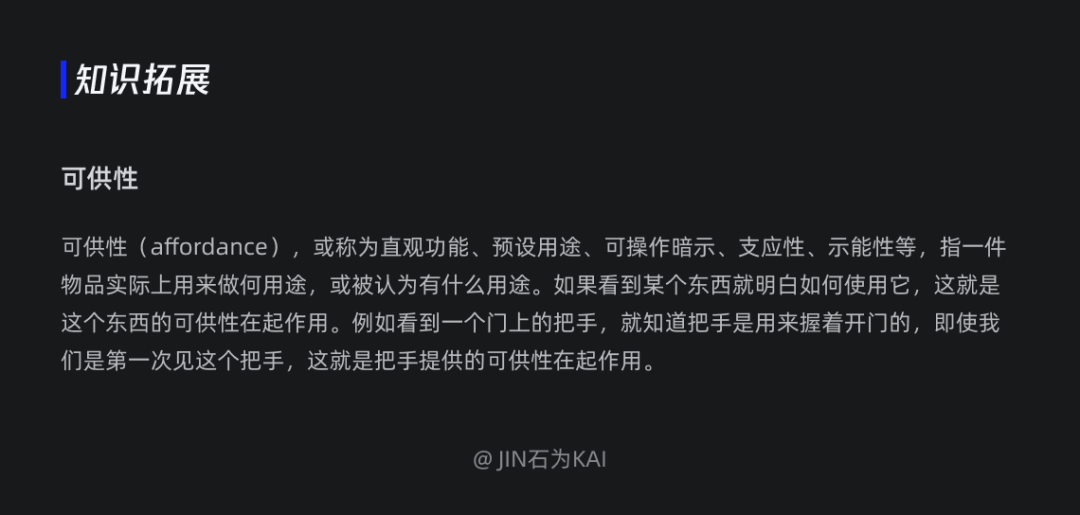 知识拓展
可供性
可供性（affordance），或称为直观功能、预设用途、可操作暗示、支应性、示能性等，指一件
物品实际上用来做何用途，或被认为有什么用途。如果看到某个东西就明白如何使用它，这就是
这个东西的可供性在起作用。例如看到一个门上的把手，就知道把手是用来握着开门的，即使我
们是第一次见这个把手，这就是把手提供的可供性在起作用。
@ JIN石为KAI